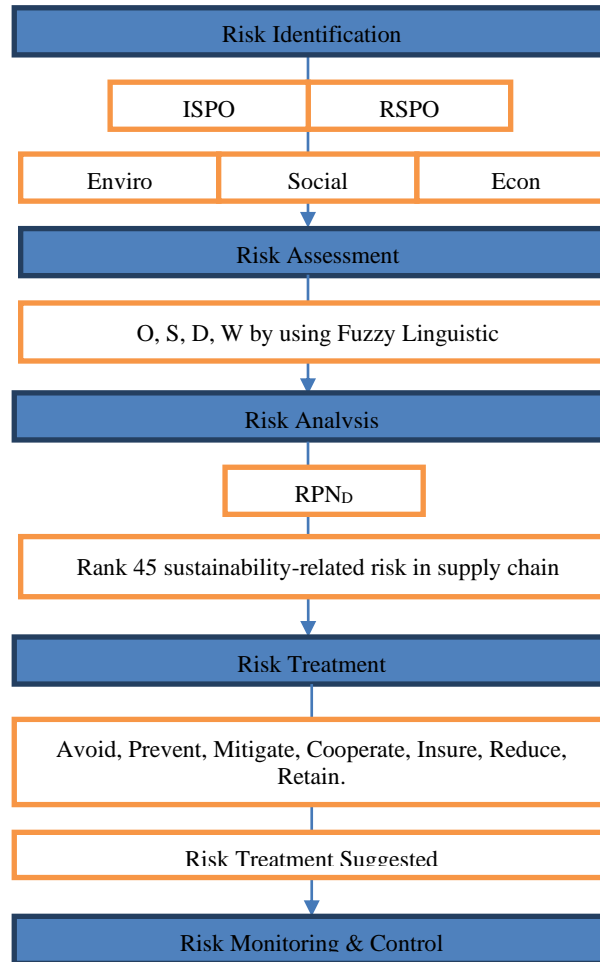 Risk Identification
ISPO
RSPO
Enviro
Social
Econ
Risk Assessment
O, S, D, W by using Fuzzy Linguistic
Risk Analysis
RPND
Rank 45 sustainability-related risk in supply chain
Risk Treatment
Avoid, Prevent, Mitigate, Cooperate, Insure, Reduce,
Retain.
Risk Treatment Suggested
Risk Monitoring & Control